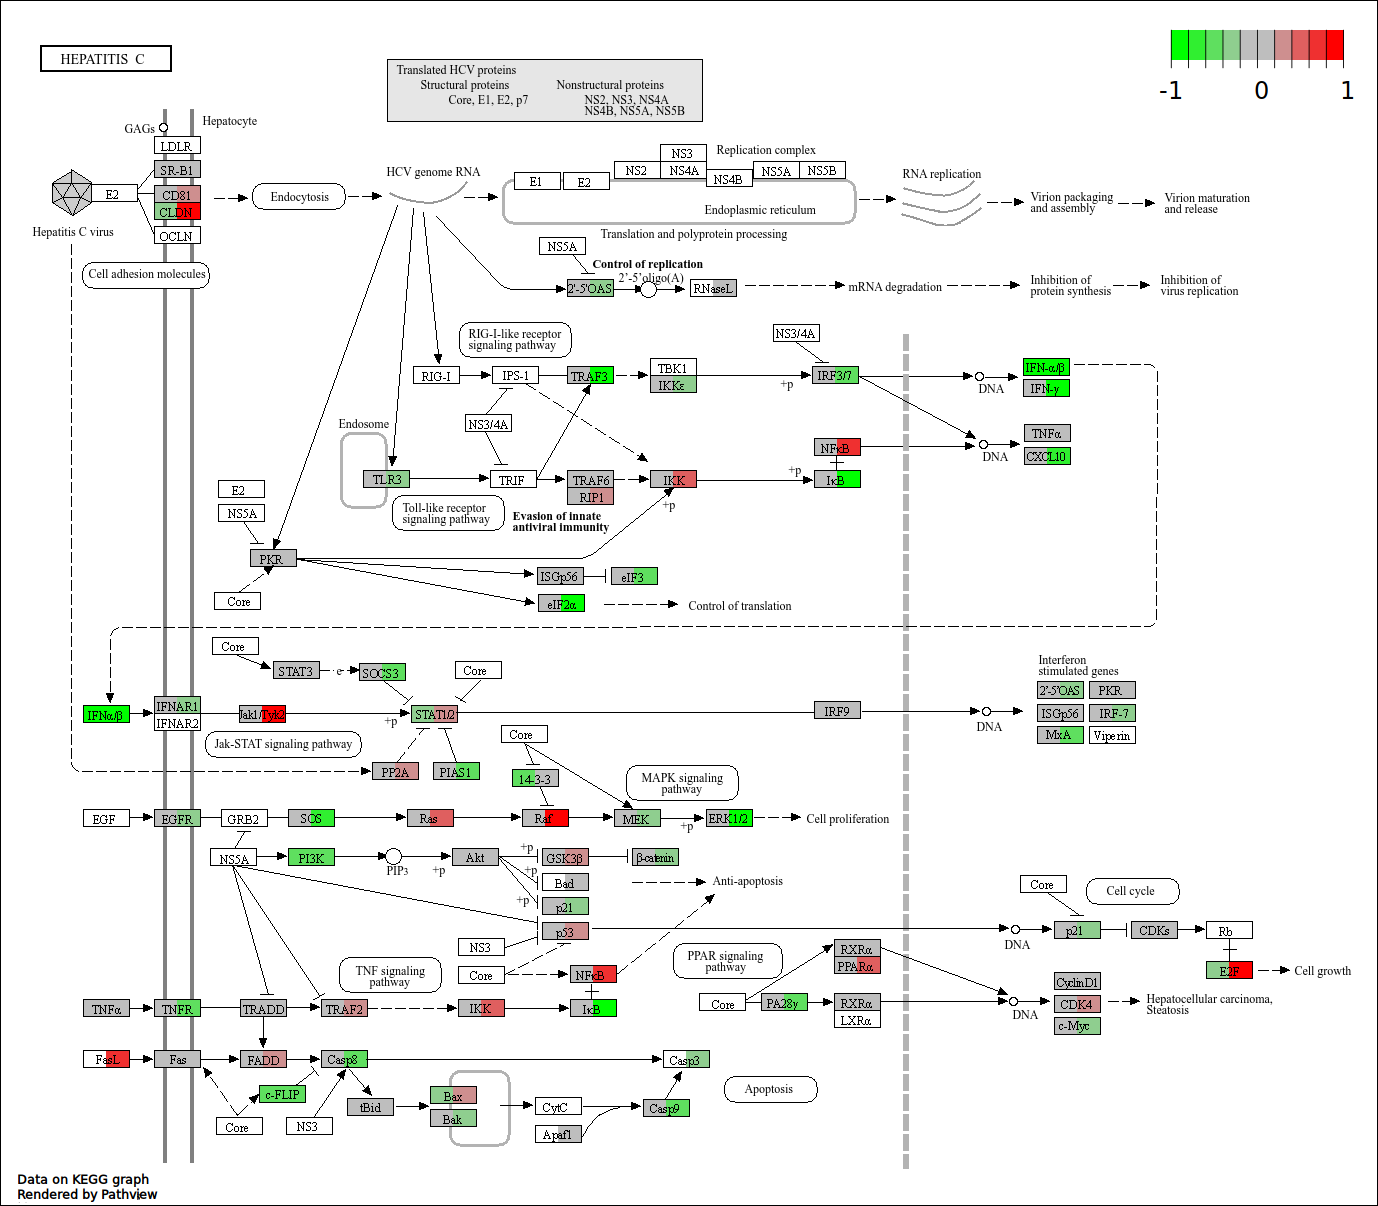 HEPATITIS C
-1 0 1
Translated HCV proteins
Structural proteins
Core, E1, E2, p7
Nonstructural proteins
NS2, NS3, NS4A
NS4B, NS5A, NS5B
GAGs
Hepatocyte
LDLR
SR-B1
E2
CD81
CLDN
OCLN
Hepatitis C virus
Cell adhesion molecules
Endocytosis
HCV genome RNA
E1
E2
NS2
NS3
NS4A
NS4B
NS5A
NS5B
Replication complex
Endoplasmic reticulum
Translation and polyprotein processing
RNA replication
Virion packaging
and assembly
Virion maturation
and release
NS5A
Control of replication
2'-5'OAS
2'-5'oligo(A)
RNaseL
mRNA degradation
Inhibition of
protein synthesis
Inhibition of
virus replication
RIG-I-like receptor
signaling pathway
NS3/4A
RIG-I
IPS-1
TRAF3
TBK1
IKKε
+p
IRF3/7
DNA
IFN-α/β
IFN-γ
NS3/4A
Endosome
TNFα
CXCL10
NFκB
DNA
TLR3
TRIF
TRAF6
RIP1
IKK
+p
IκB
+p
Toll-like receptor
signaling pathway
Evasion of innate
antiviral immunity
E2
NS5A
PKR
Core
ISGp56
eIF3
eIF2α
Control of translation
Core
STAT3
e
SOCS3
Core
IFNα/β
IFNAR1
IFNAR2
Jak1/Tyk2
+p
STAT1/2
IRF9
DNA
Interferon
stimulated genes
2'-5'OAS
PKR
ISGp56
IRF-7
MxA
Viperin
Jak-STAT signaling pathway
Core
PP2A
PIAS1
14-3-3
MAPK signaling
pathway
EGF
EGFR
GRB2
SOS
Ras
Raf
MEK
+p
ERK1/2
Cell proliferation
NS5A
PI3K
PIP3
+p
Akt
+p
GSK3β
β-catenin
+p
Bad
Anti-apoptosis
+p
p21
p53
NS3
Core
NFκB
Core
Cell cycle
DNA
p21
CDKs
Rb
E2F
Cell growth
TNF signaling
pathway
PPAR signaling
pathway
RXRα
PPARα
TNFα
TNFR
TRADD
TRAF2
IKK
IκB
Core
PA28γ
RXRα
LXRα
DNA
CyclinD1
CDK4
c-Myc
Hepatocellular carcinoma,
Steatosis
FasL
Fas
FADD
Casp8
Casp3
c-FLIP
Core
NS3
tBid
Bax
Bak
CytC
Apaf1
Casp9
Apoptosis
Data on KEGG graph
Rendered by Pathview